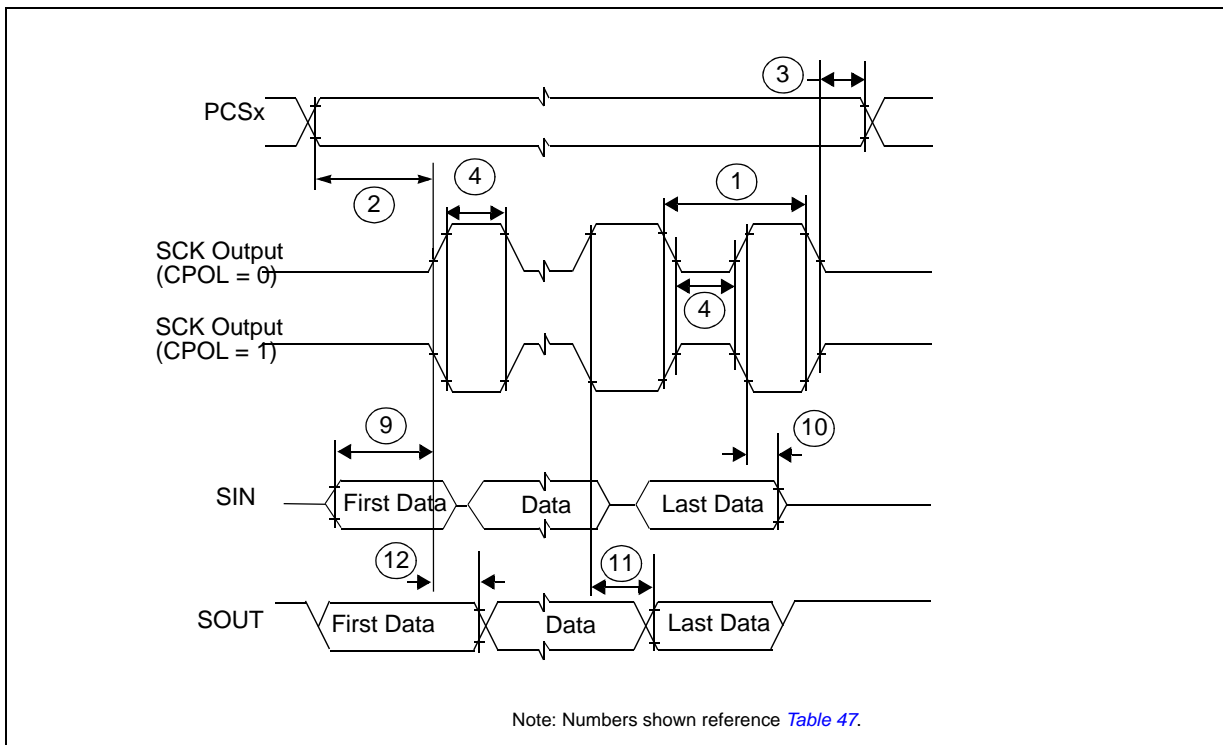 3
PCSx
2
4
1
SCK Output
(CPOL = 0)
4
SCK Output
(CPOL = 1)
9
10
SIN
First Data
Data
Last Data
12
11
SOUT
First Data
Data
Last Data
Note: Numbers shown reference Table 47.